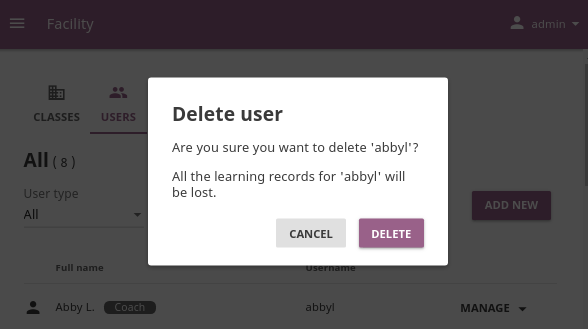 Facility
admin
CLASSES
USERS
All ( 8 )
User type
All
ADD NEW
Delete user
Are you sure you want to delete 'abbyl'?
All the learning records for 'abbyl' will
be lost.
CANCEL
DELETE
Full name
Username
Abby L. Coach
abbyl
MANAGE